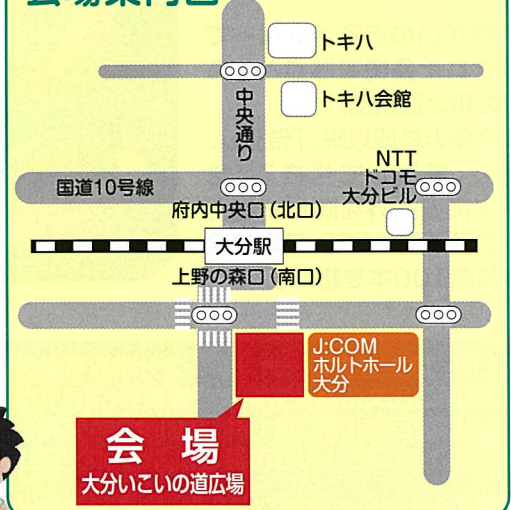 会場案内図
トキハ
トキハ会館
中央通り
NTT
ドコモ
大分ビル
国道10号線
府内中央口(北口)
大分駅
上野の森口(南口)
J:COM
ホルトホール
大分
会 場
大分いこいの道広場